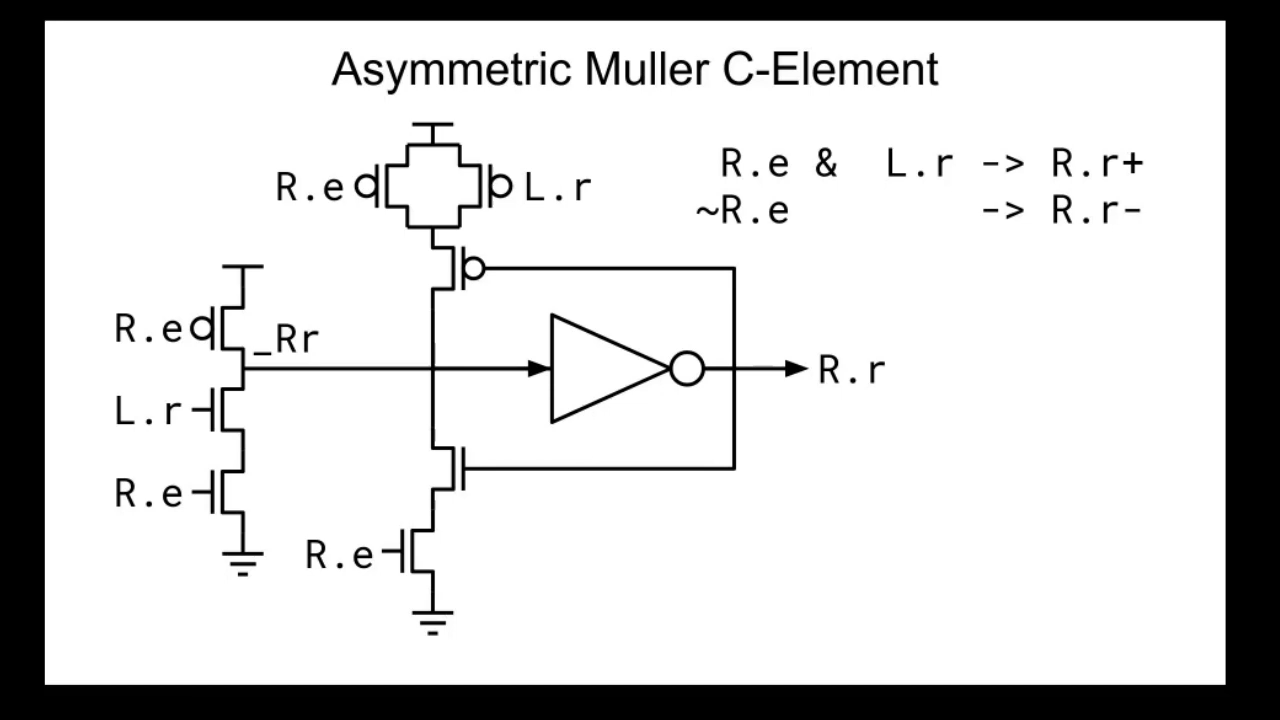 Asymmetric Muller C-Element
R.e & L.r -> R.r+
~R.e -> R.r-
R.e
L.r
R.e
_Rr
L.r
R.e
R.r
R.e